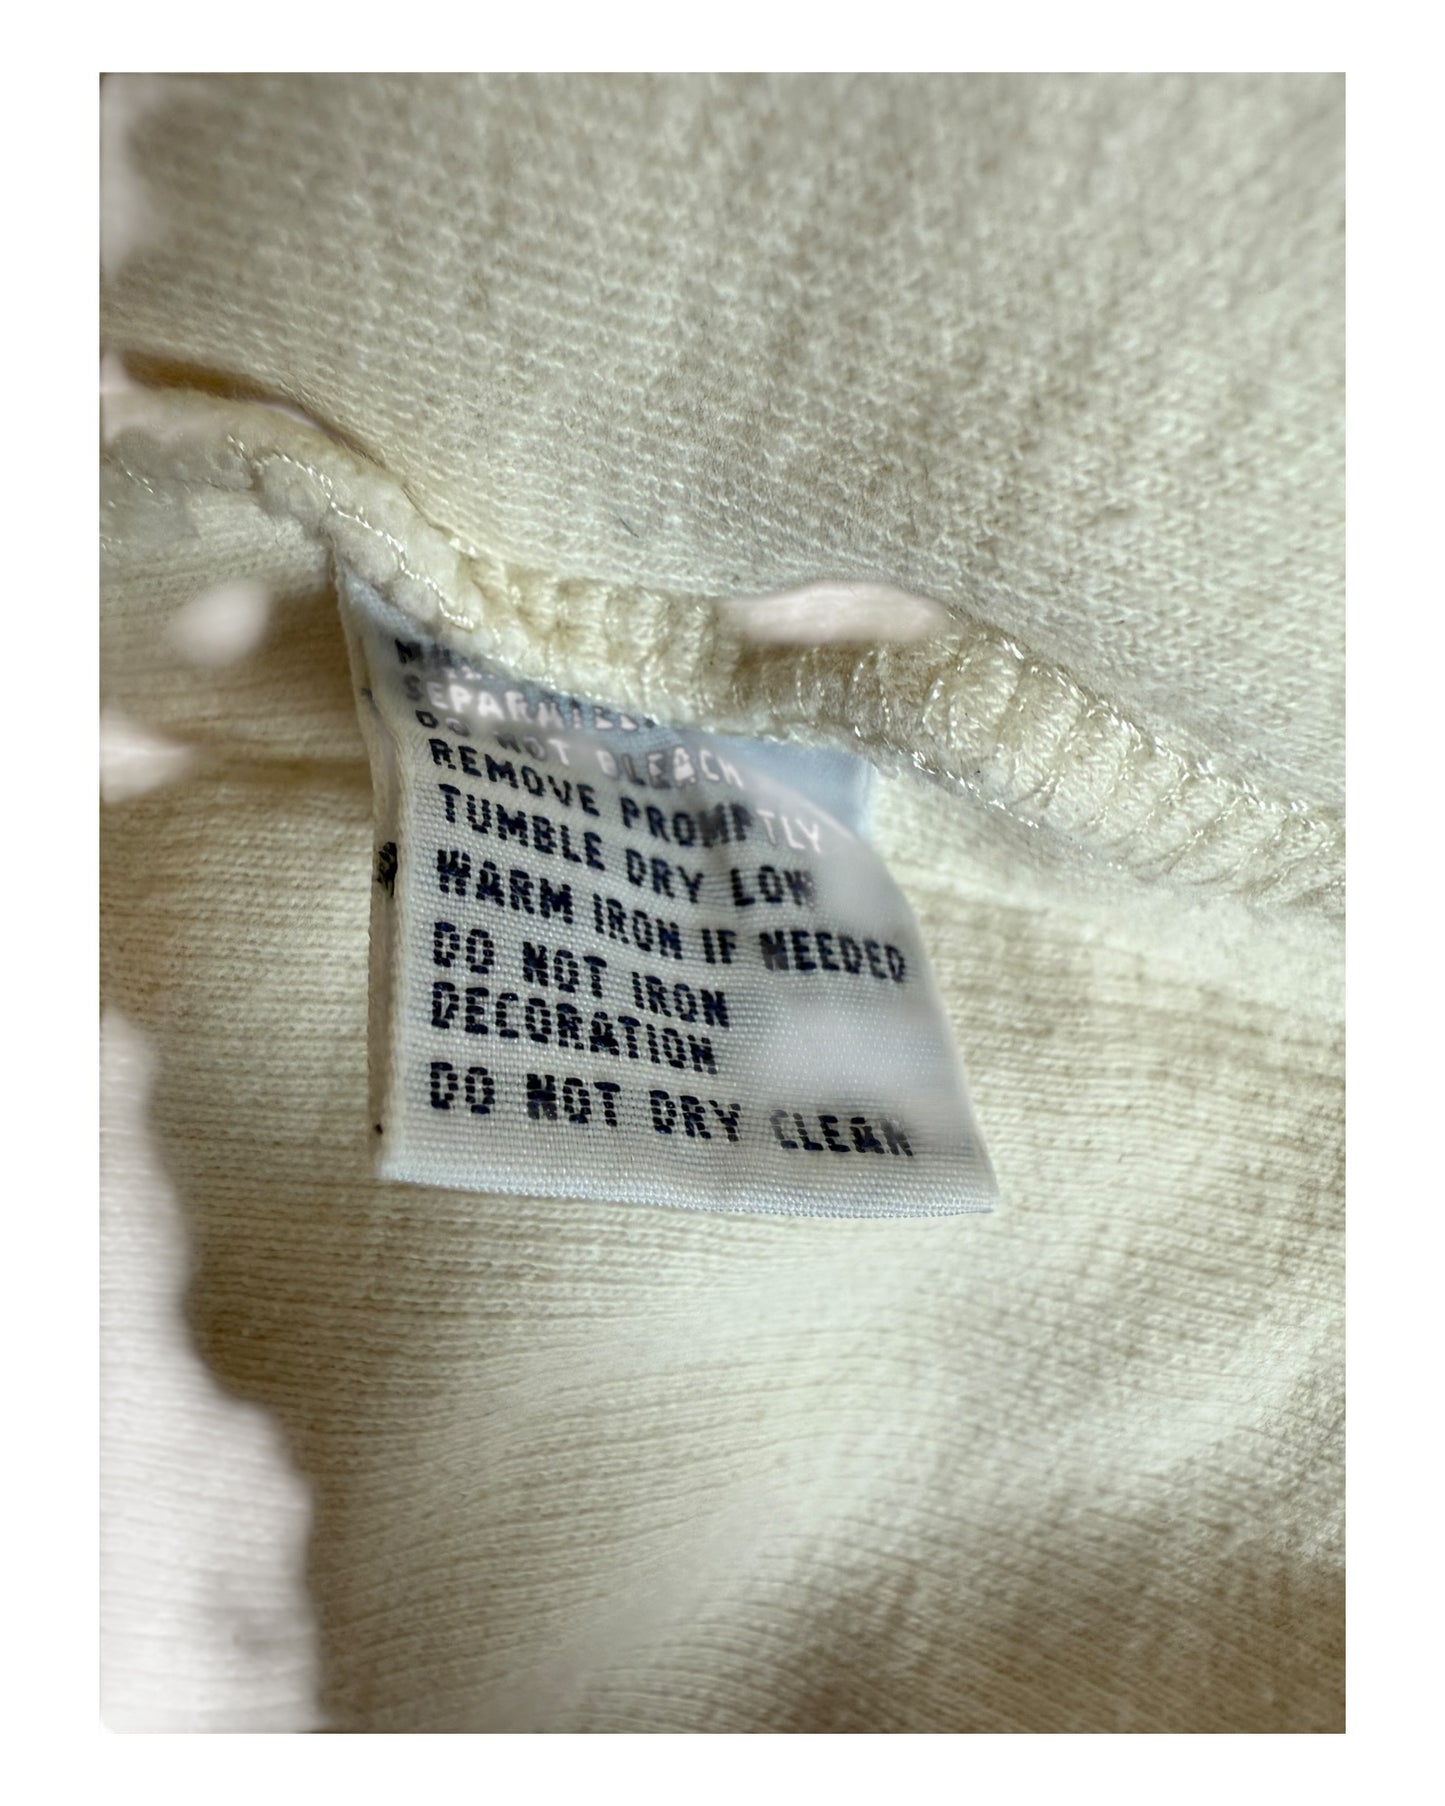 SEPARATELY
DO NOT BLEACH
REMOVE PROMPTLY
TUMBLE DRY LOW
WARM IRON IF NEEDED
DO NOT IRON
DECORATION
DO NOT DRY CLEAN